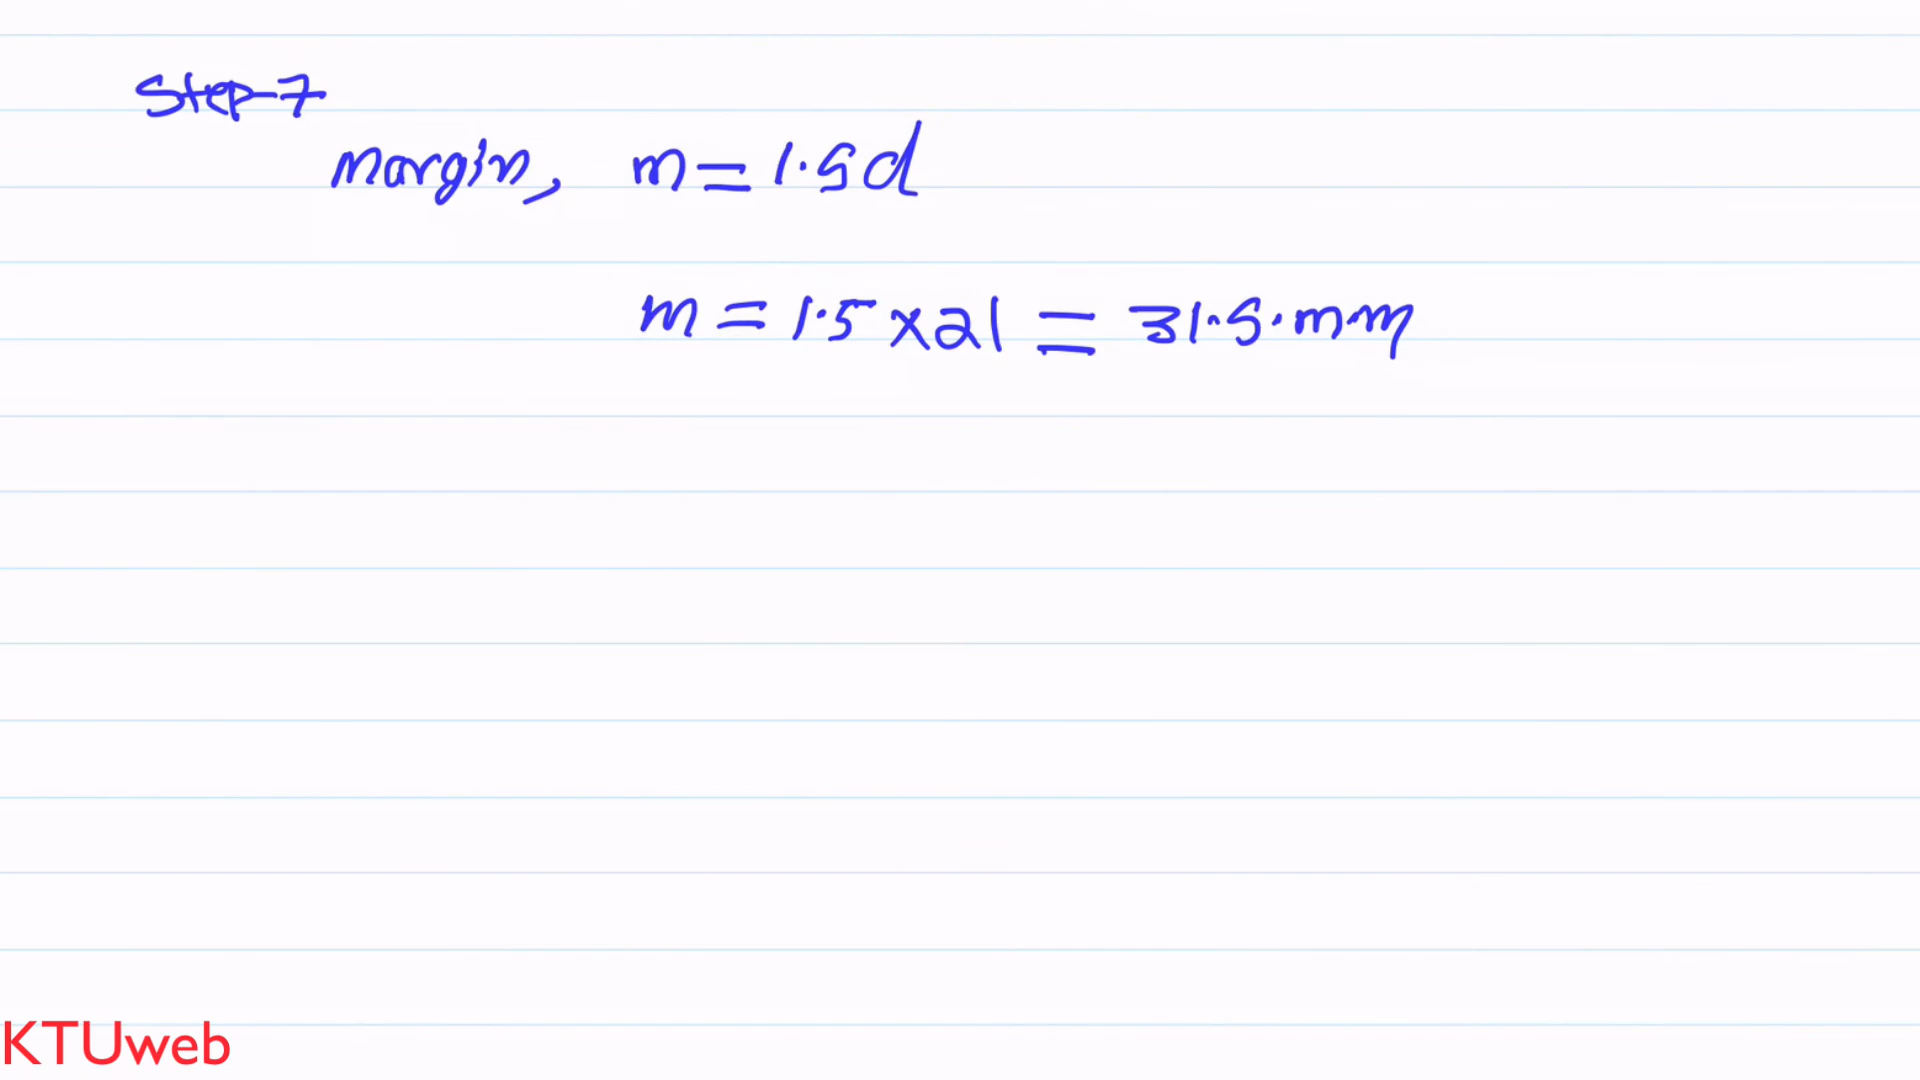 Step-7
margin, m = 1.5d
m = 1.5 x 21 = 31.5.mm
KTUweb